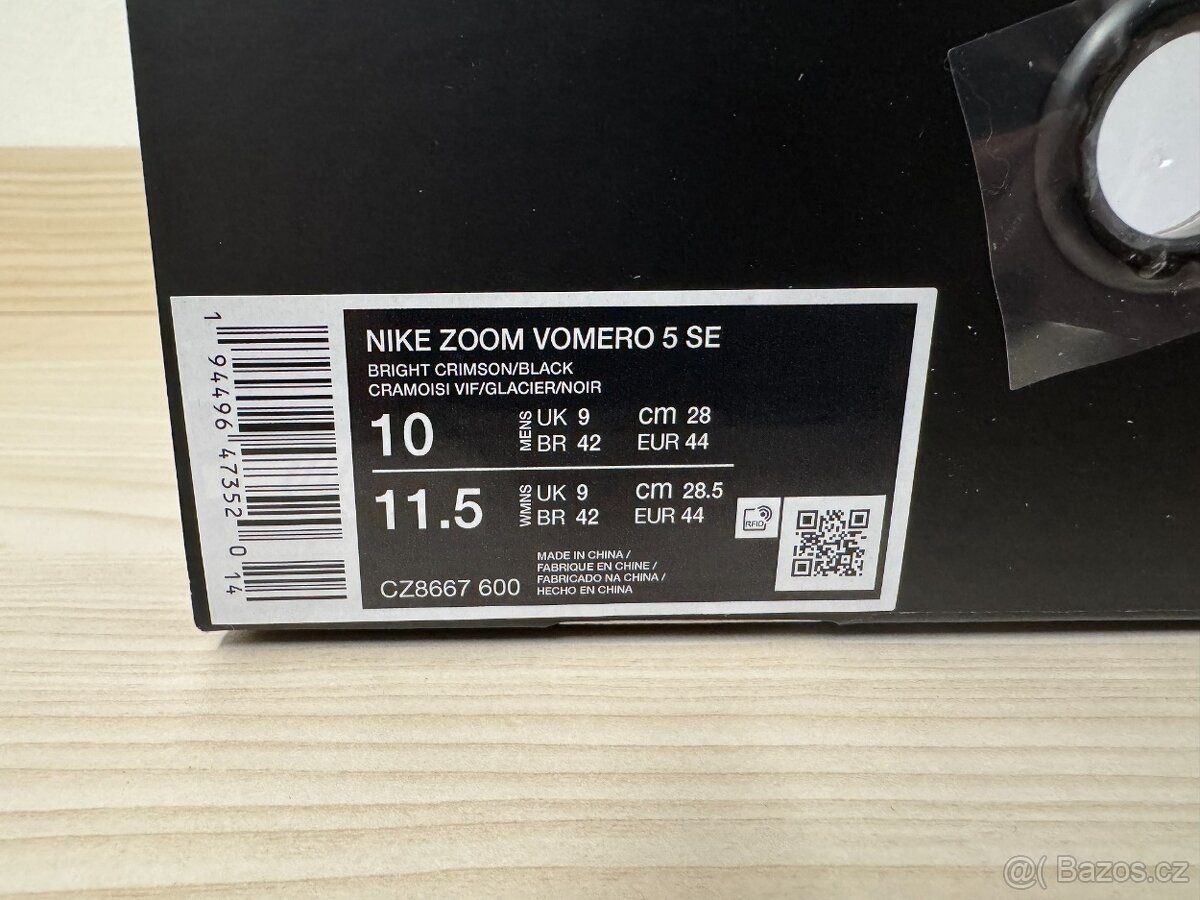 1 94496 47352 0 14
NIKE ZOOM VOMERO 5 SE
BRIGHT CRIMSON/BLACK
CRAMOISI VIF/GLACIER/NOIR
10 MENS UK 9 cm 28
BR 42 EUR 44
11.5 WMNS UK 9 cm 28.5
BR 42 EUR 44
RFID
CZ8667 600
MADE IN CHINA /
FABRIQUE EN CHINE /
FABRICADO NA CHINA /
HECHO EN CHINA
@( Bazos.cz